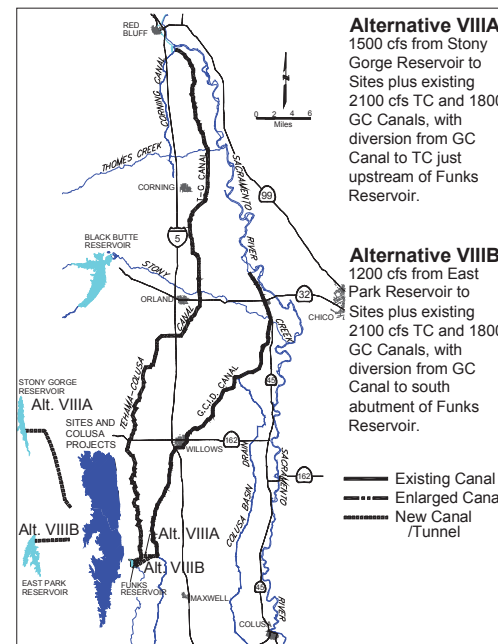 Alternative VIIIA
1500 cfs from Stony
Gorge Reservoir to
Sites plus existing
2100 cfs TC and 1800
GC Canals, with
diversion from GC
Canal to TC just
upstream of Funks
Reservoir.
Alternative VIIIB
1200 cfs from East
Park Reservoir to
Sites plus existing
2100 cfs TC and 1800
GC Canals, with
diversion from GC
Canal to south
abutment of Funks
Reservoir.
Existing Canal
Enlarged Canal
New Canal
/Tunnel
RED
BLUFF
CORNING CANAL
N
0 2 4 6
Miles
THOMES CREEK
T-C CANAL
CORNING
SACRAMENTO
RIVER
99
5
BLACK BUTTE
RESERVOIR
STONY
CREEK
ORLAND
32
CHICO
TEHAMA-COLUSA
CANAL
G.C.I.D. CANAL
45
STONY GORGE
RESERVOIR
Alt. VIIIA
SITES AND
COLUSA
PROJECTS
WILLOWS
162
162
COLUSA BASIN
DRAIN
SACRAMENTO
RIVER
Alt. VIIIB
EAST PARK
RESERVOIR
Alt. VIIIA
Alt. VIIIB
FUNKS
RESERVOIR
MAXWELL
45
COLUSA